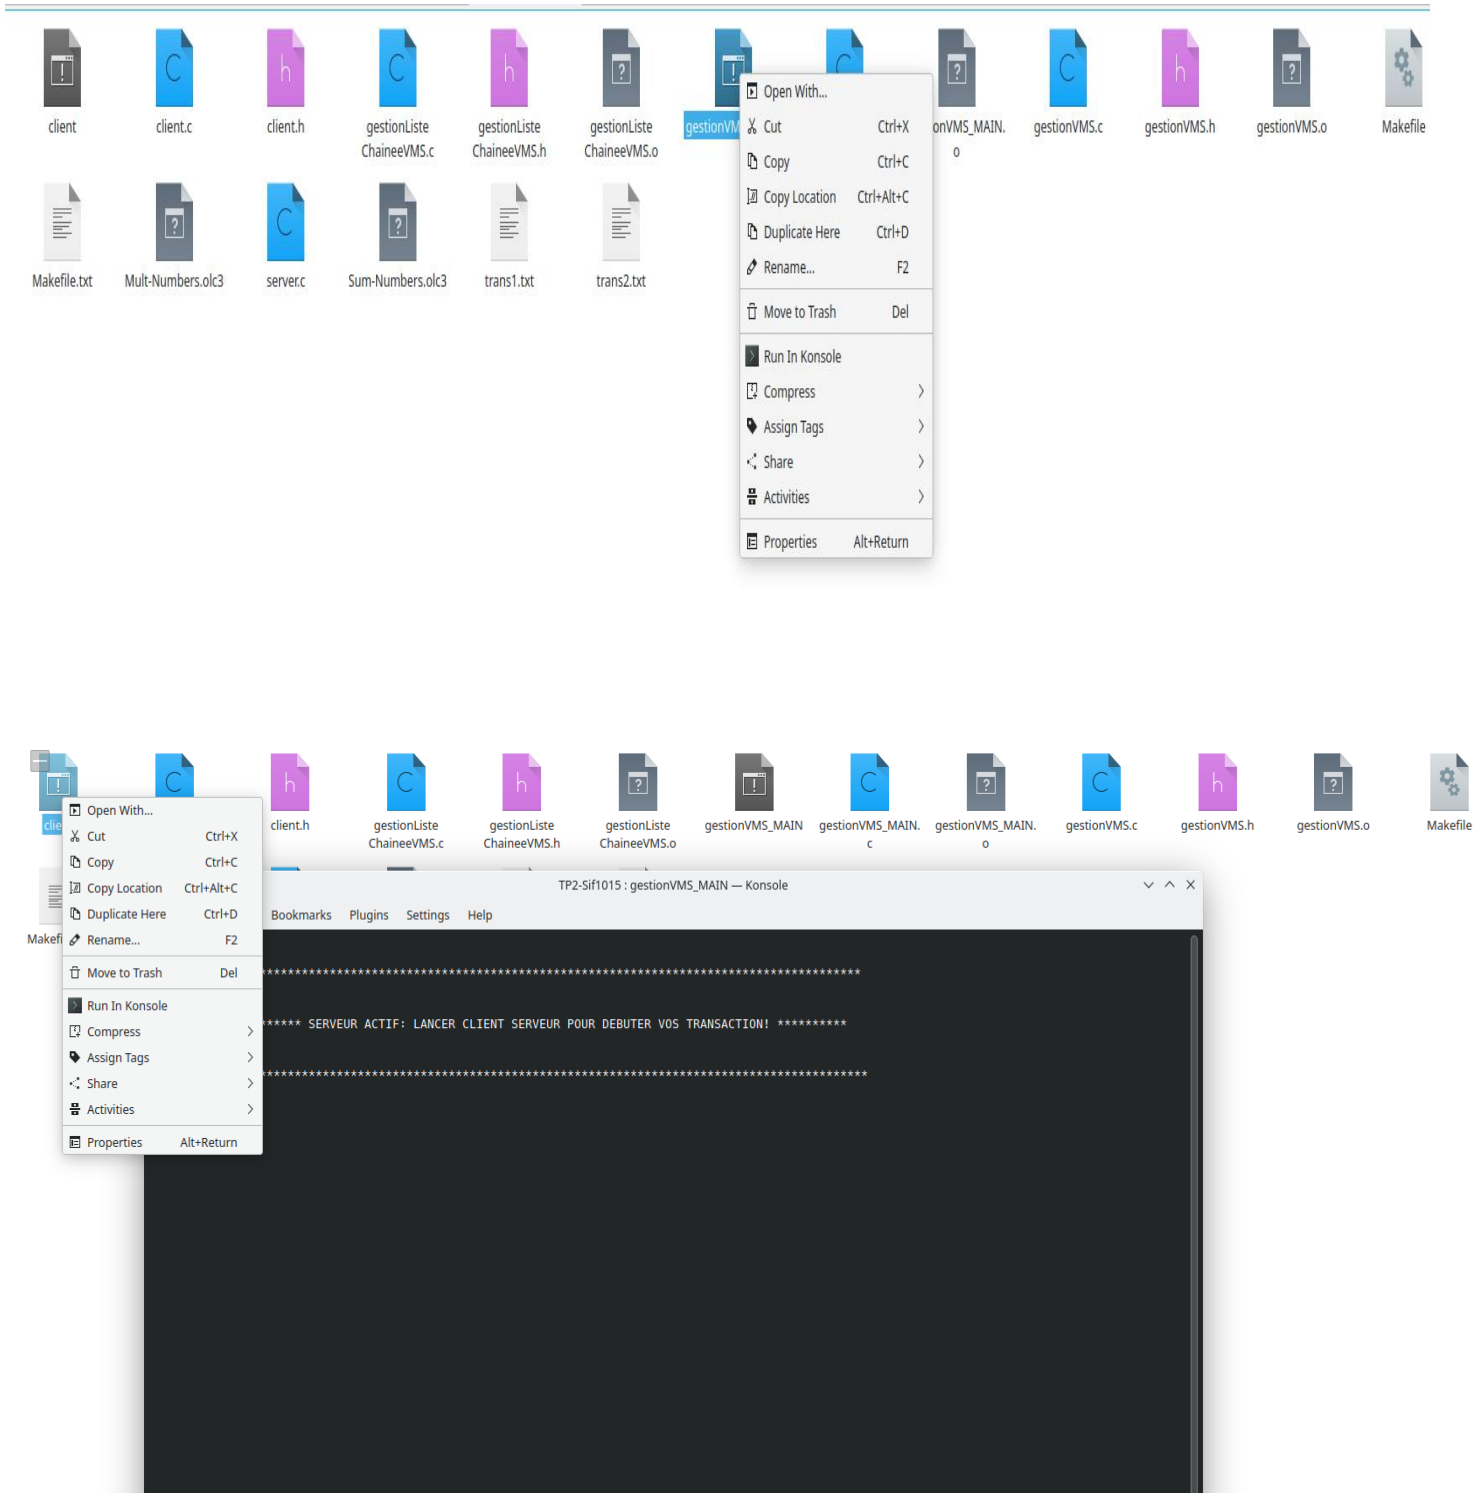 client
client.c
client.h
gestionListe
ChaineeVMS.c
gestionListe
ChaineeVMS.h
gestionListe
ChaineeVMS.o
gestionVM
onVMS_MAIN.
o
gestionVMS.c
gestionVMS.h
gestionVMS.o
Makefile
Makefile.txt
Mult-Numbers.olc3
server.c
Sum-Numbers.olc3
trans1.txt
trans2.txt
Open With...
Cut Ctrl+X
Copy Ctrl+C
Copy Location Ctrl+Alt+C
Duplicate Here Ctrl+D
Rename... F2
Move to Trash Del
Run In Konsole
Compress
Assign Tags
Share
Activities
Properties Alt+Return
clie
client.h
gestionListe
ChaineeVMS.c
gestionListe
ChaineeVMS.h
gestionListe
ChaineeVMS.o
gestionVMS_MAIN
gestionVMS_MAIN.
c
gestionVMS_MAIN.
o
gestionVMS.c
gestionVMS.h
gestionVMS.o
Makefile
Makefi
Open With...
Cut Ctrl+X
Copy Ctrl+C
Copy Location Ctrl+Alt+C
Duplicate Here Ctrl+D
Rename... F2
Move to Trash Del
Run In Konsole
Compress
Assign Tags
Share
Activities
Properties Alt+Return
TP2-Sif1015 : gestionVMS_MAIN — Konsole
Bookmarks Plugins Settings Help
***** SERVEUR ACTIF: LANCER CLIENT SERVEUR POUR DEBUTER VOS TRANSACTION! **********